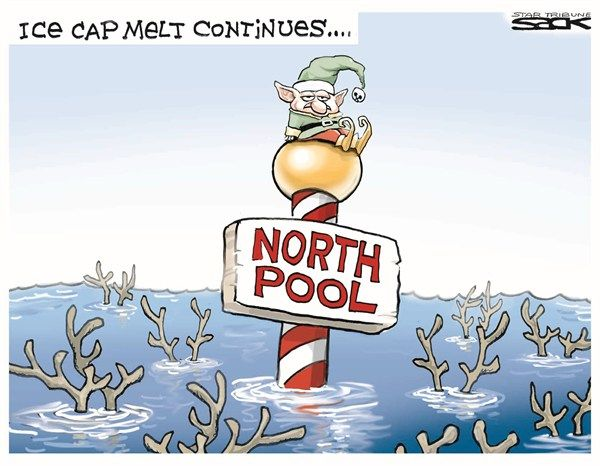 ICE CAP MELT CONTINUES....
STAR TRIBUNE
SACK
NORTH
POOL